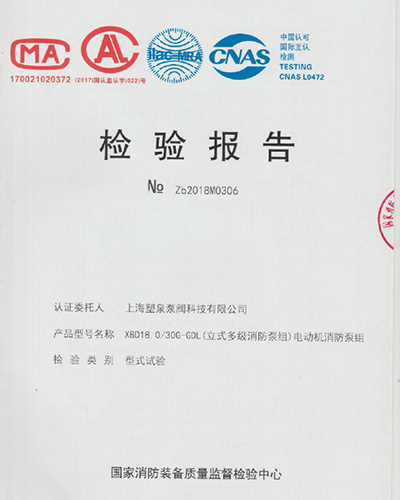 MA
AL
ilac-MRA
CNAS
中国认可
国际互认
检测
TESTING
CNAS L0472
170021020372
(2017)国认监认字(032)号
检验报告
№ Zb2018M0306
认证委托人 上海塑泉泵阀科技有限公司
产品型号名称 XBD18.0/30G-GDL(立式多级消防泵组)电动机消防泵组
检验类别 型式试验
国家消防装备质量监督检验中心